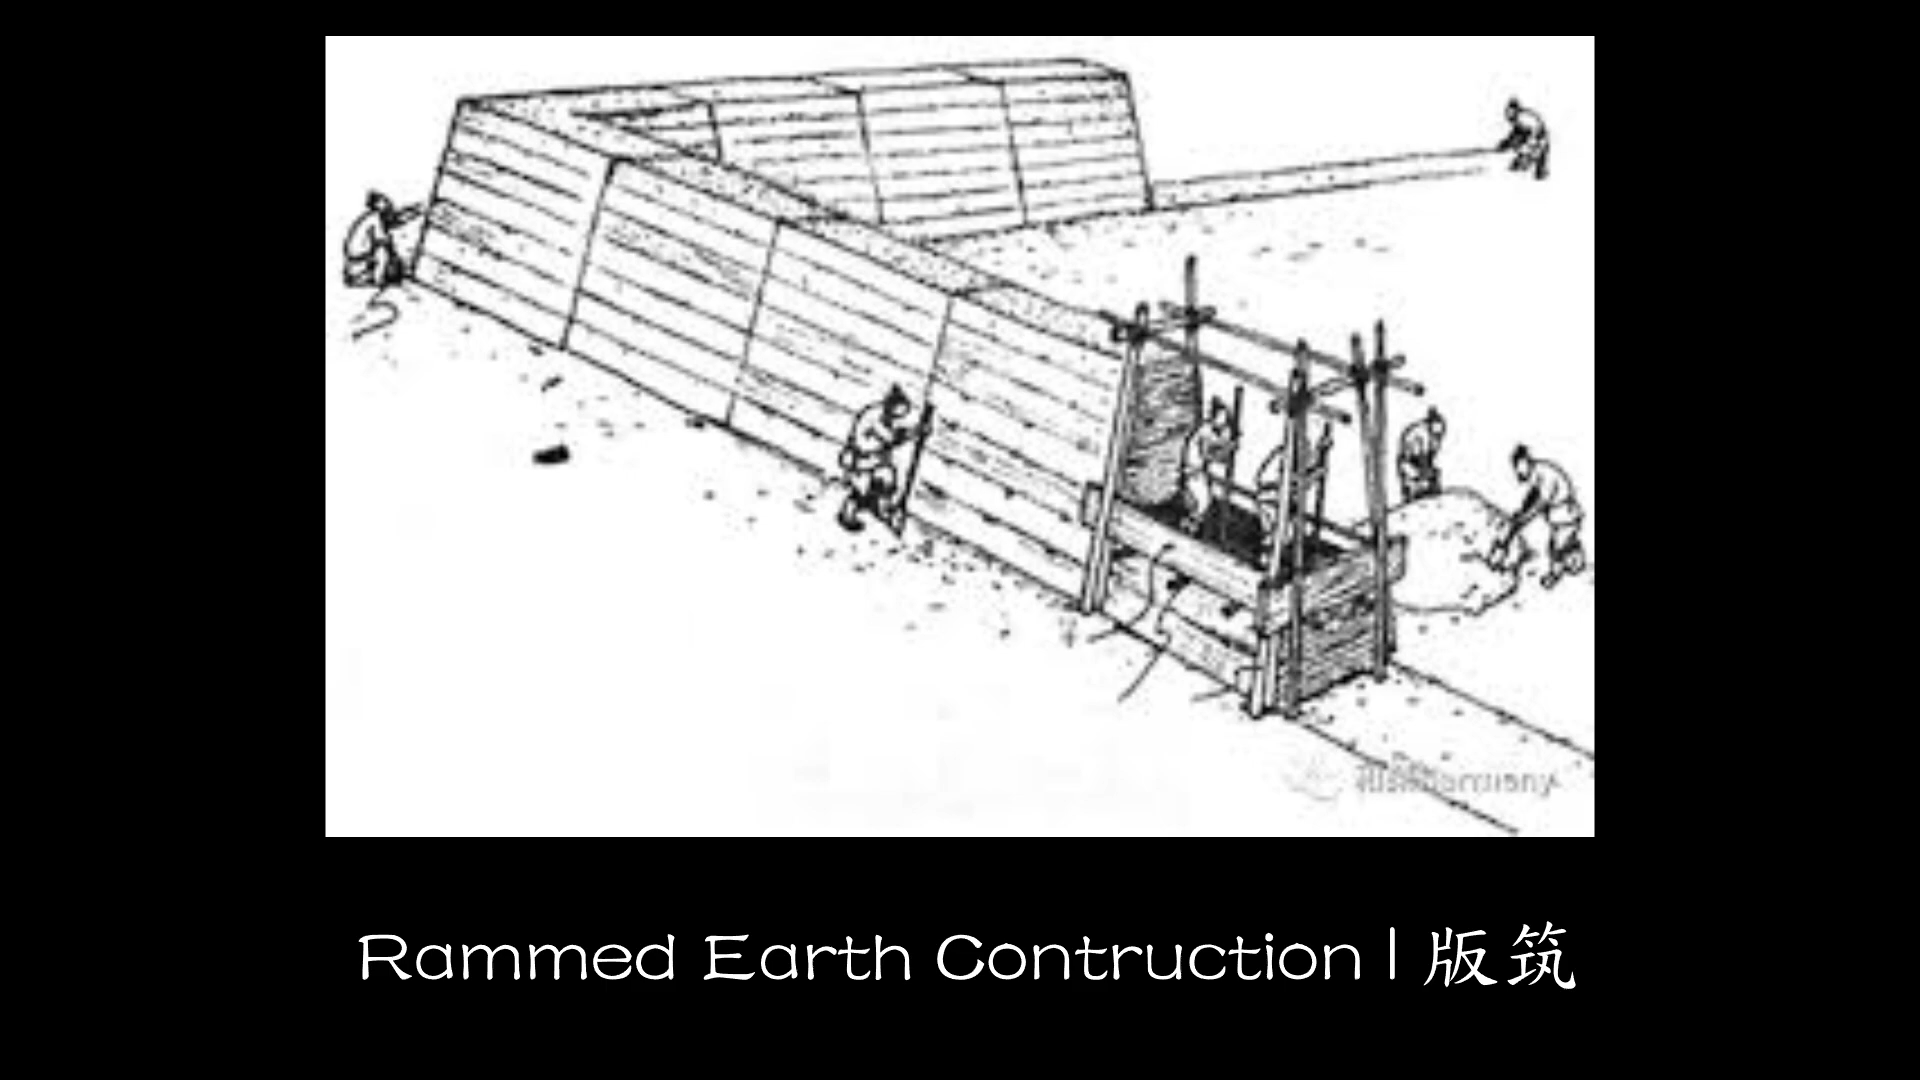 Rammed Earth Contruction | 版筑